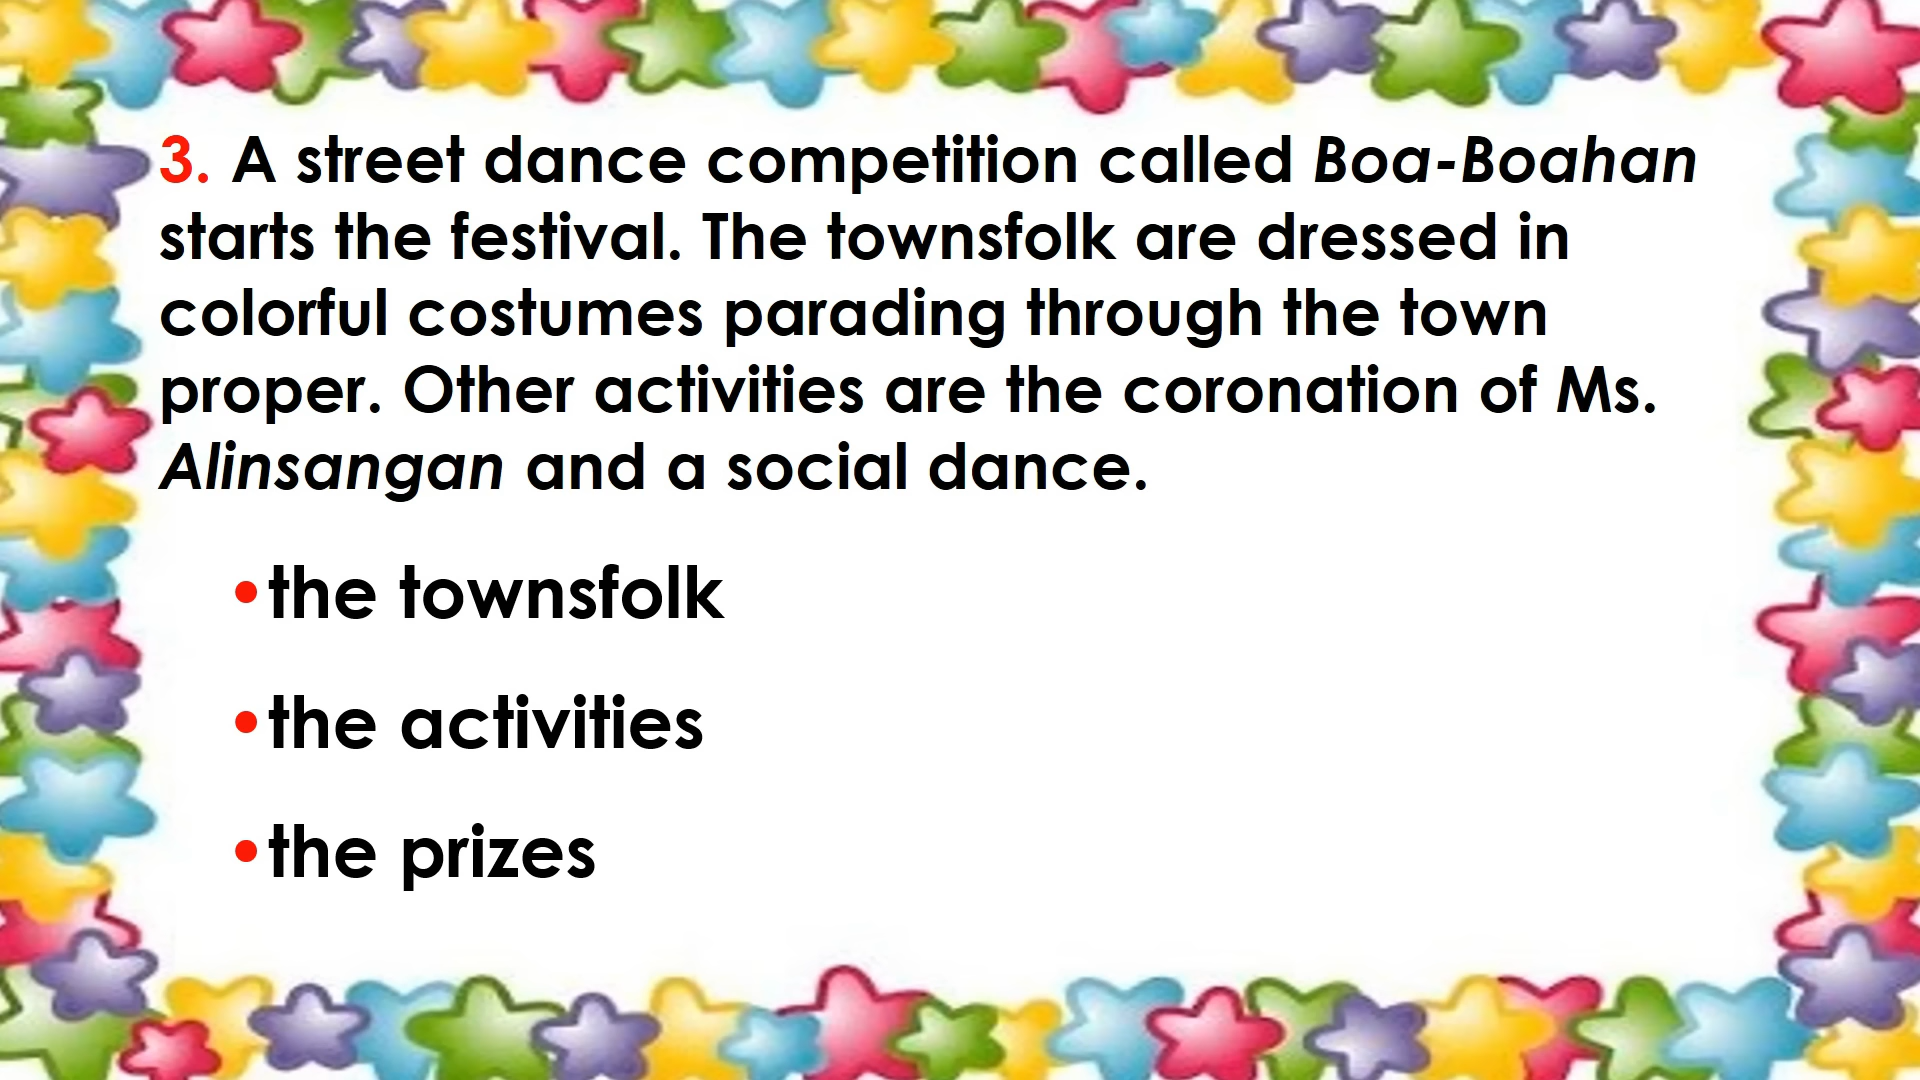 3. A street dance competition called Boa-Boahan
starts the festival. The townsfolk are dressed in
colorful costumes parading through the town
proper. Other activities are the coronation of Ms.
Alinsangan and a social dance.
•the townsfolk
•the activities
•the prizes